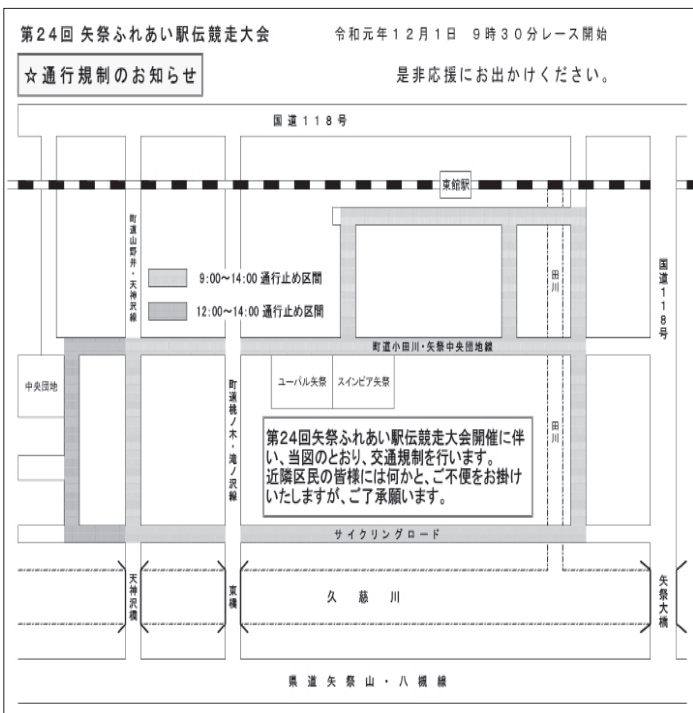 第24回 矢祭ふれあい駅伝競走大会
令和元年12月1日 9時30分レース開始
☆通行規制のお知らせ
是非応援にお出かけください。
国道118号
東館駅
町道山野井・天神沢線
9:00~14:00 通行止め区間
12:00~14:00 通行止め区間
田川
国道118号
町道小田川・矢祭中央団地線
中央団地
町道桃ノ木・滝ノ沢線
ユーパル矢祭
スインピア矢祭
田川
第24回矢祭ふれあい駅伝競走大会開催に伴
い、当図のとおり、交通規制を行います。
近隣区民の皆様には何かと、ご不便をお掛け
いたしますが、ご了承願います。
サイクリングロード
天神沢橋
東橋
久慈川
矢祭大橋
県道矢祭山・八槻線